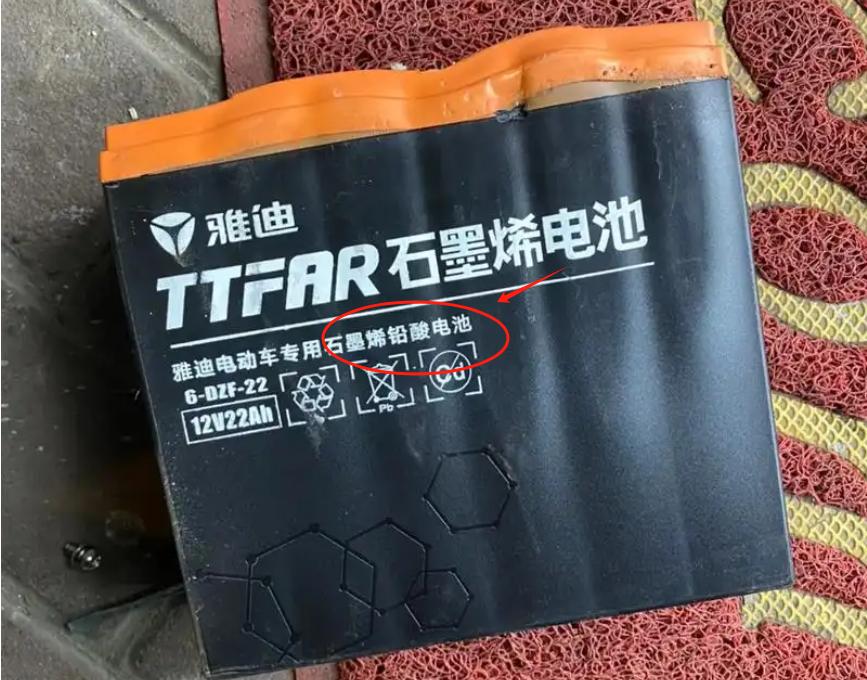 雅迪
TTFAR石墨烯电池
雅迪电动车专用石墨烯铅酸电池
6-DZF-22
12V22Ah
Pb
Cd